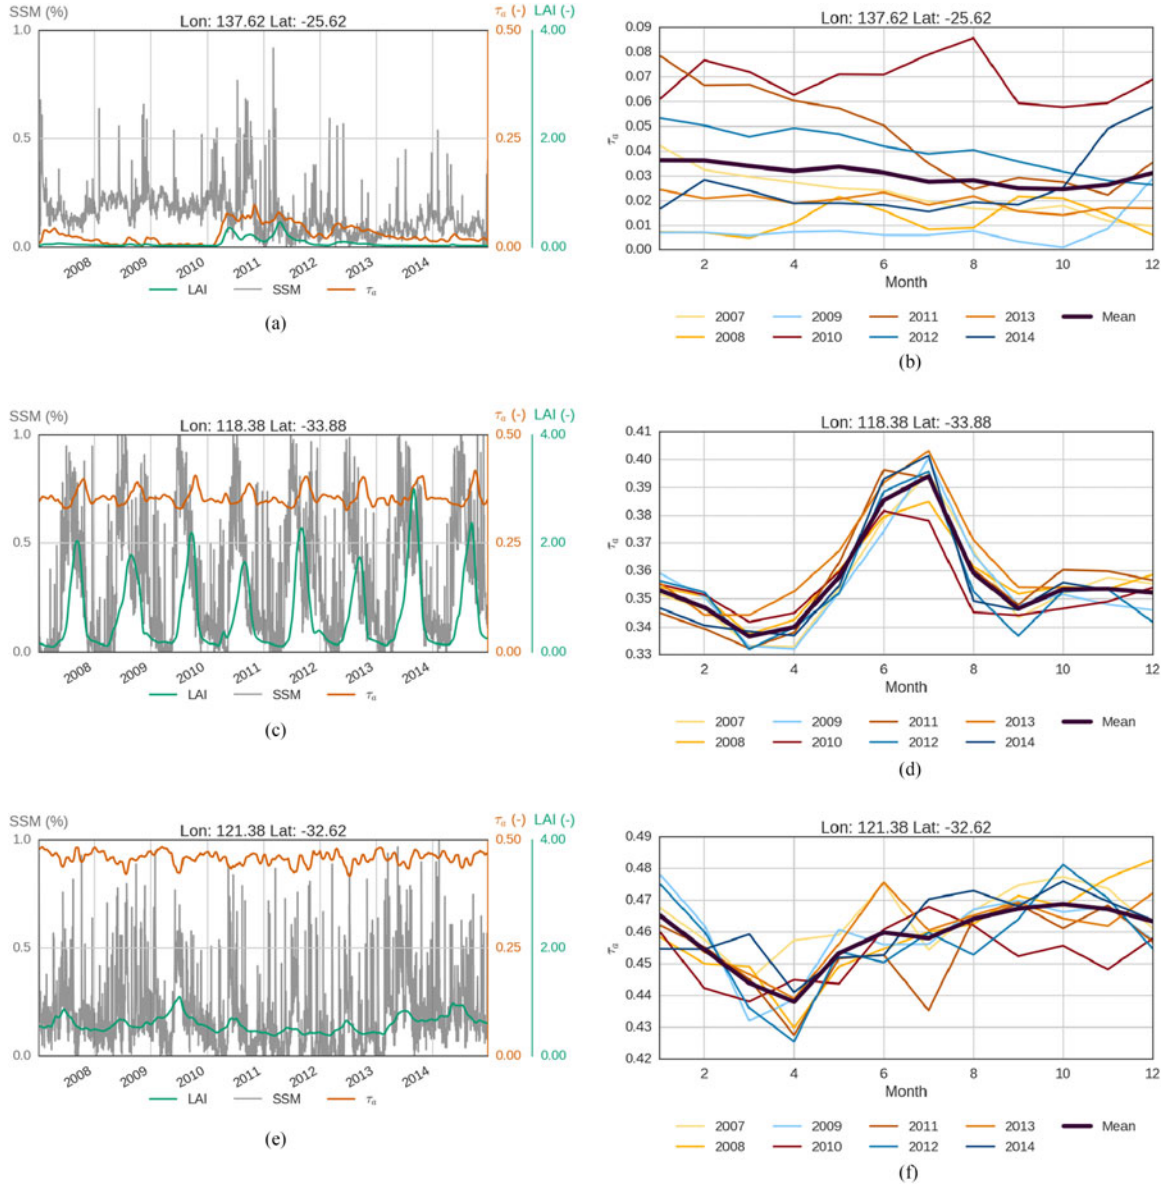 SSM (%) Lon: 137.62 Lat: -25.62 τa (-) LAI (-)
1.0 0.50 4.00
0.5 0.25 2.00
0.0 0.00 0.00
2008 2009 2010 2011 2012 2013 2014
LAI SSM τa
(a)
Lon: 137.62 Lat: -25.62
0.09
0.08
0.07
0.06
0.05
0.04
0.03
0.02
0.01
0.00
τa
2 4 6 8 10 12
Month
2007 2009 2011 2013 Mean
2008 2010 2012 2014
(b)
SSM (%) Lon: 118.38 Lat: -33.88 τa (-) LAI (-)
1.0 0.50 4.00
0.5 0.25 2.00
0.0 0.00 0.00
2008 2009 2010 2011 2012 2013 2014
LAI SSM τa
(c)
Lon: 118.38 Lat: -33.88
0.41
0.40
0.39
0.38
0.37
0.36
0.35
0.34
0.33
τa
2 4 6 8 10 12
Month
2007 2009 2011 2013 Mean
2008 2010 2012 2014
(d)
SSM (%) Lon: 121.38 Lat: -32.62 τa (-) LAI (-)
1.0 0.50 4.00
0.5 0.25 2.00
0.0 0.00 0.00
2008 2009 2010 2011 2012 2013 2014
LAI SSM τa
(e)
Lon: 121.38 Lat: -32.62
0.49
0.48
0.47
0.46
0.45
0.44
0.43
0.42
τa
2 4 6 8 10 12
Month
2007 2009 2011 2013 Mean
2008 2010 2012 2014
(f)